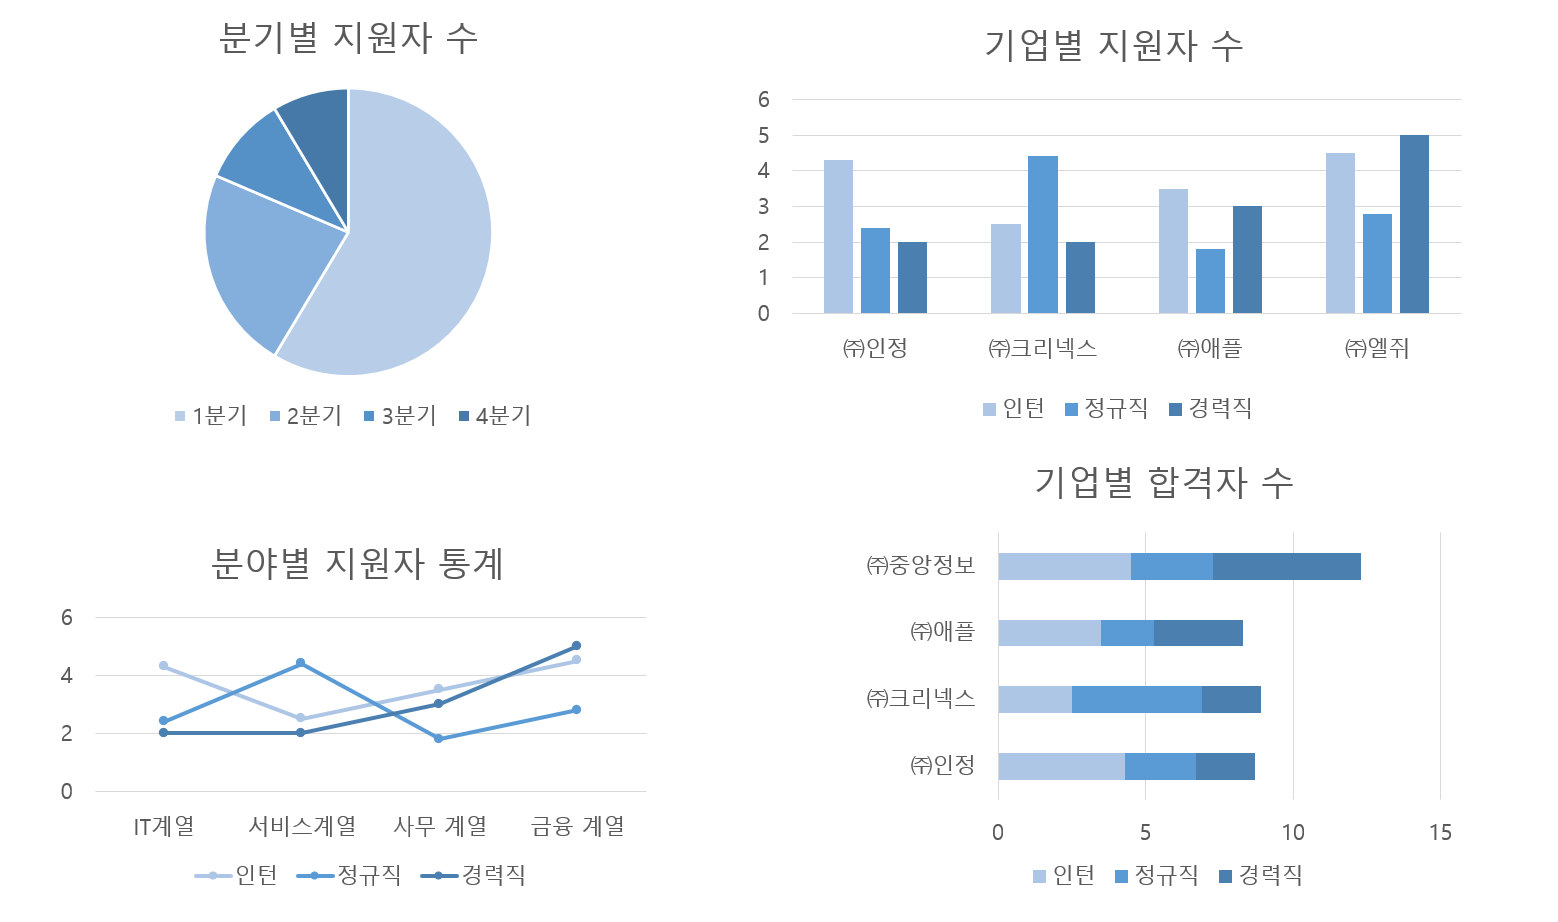 분기별 지원자 수
1분기 2분기 3분기 4분기
기업별 지원자 수
6
5
4
3
2
1
0
㈜인정 ㈜크리넥스 ㈜애플 ㈜엘쥐
인턴 정규직 경력직
분야별 지원자 통계
6
4
2
0
IT계열 서비스계열 사무 계열 금융 계열
인턴 정규직 경력직
기업별 합격자 수
㈜중앙정보
㈜애플
㈜크리넥스
㈜인정
0 5 10 15
인턴 정규직 경력직